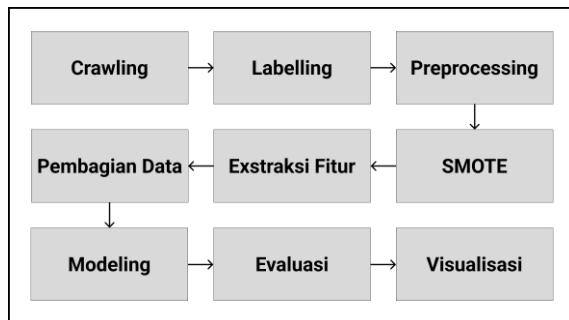 Crawling
Labelling
Preprocessing
SMOTE
Exstraksi Fitur
Pembagian Data
Modeling
Evaluasi
Visualisasi